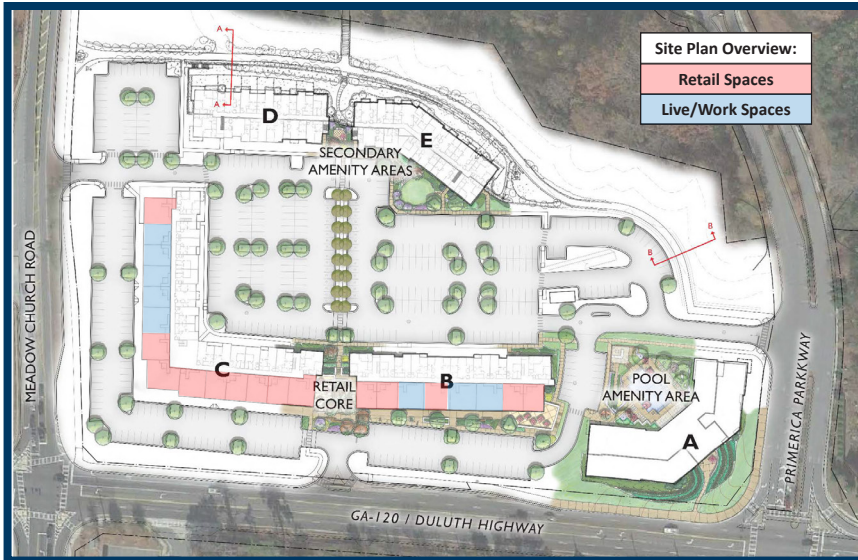 Site Plan Overview:
Retail Spaces
Live/Work Spaces
A
A
D
E
SECONDARY
AMENITY AREAS
B
B
MEADOW CHURCH ROAD
C
RETAIL
CORE
B
POOL
AMENITY AREA
A
PRIMERICA PARKKWAY
GA-120 / DULUTH HIGHWAY